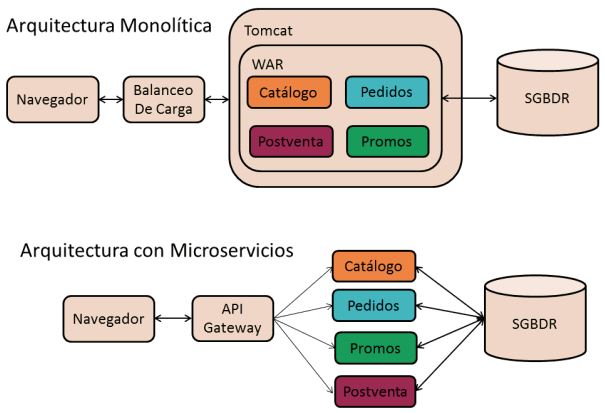 Arquitectura Monolítica
Tomcat
WAR
Navegador
Balanceo
De Carga
Catálogo
Pedidos
Postventa
Promos
SGBDR
Arquitectura con Microservicios
Navegador
API
Gateway
Catálogo
Pedidos
Promos
Postventa
SGBDR